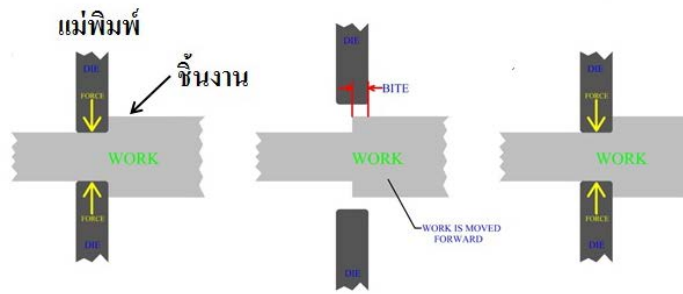 แม่พิมพ์
DIE
ชิ้นงาน
FORCE
WORK
FORCE
DIE
DIE
BITE
WORK
WORK IS MOVED
FORWARD
DIE
DIE
FORCE
WORK
FORCE
DIE